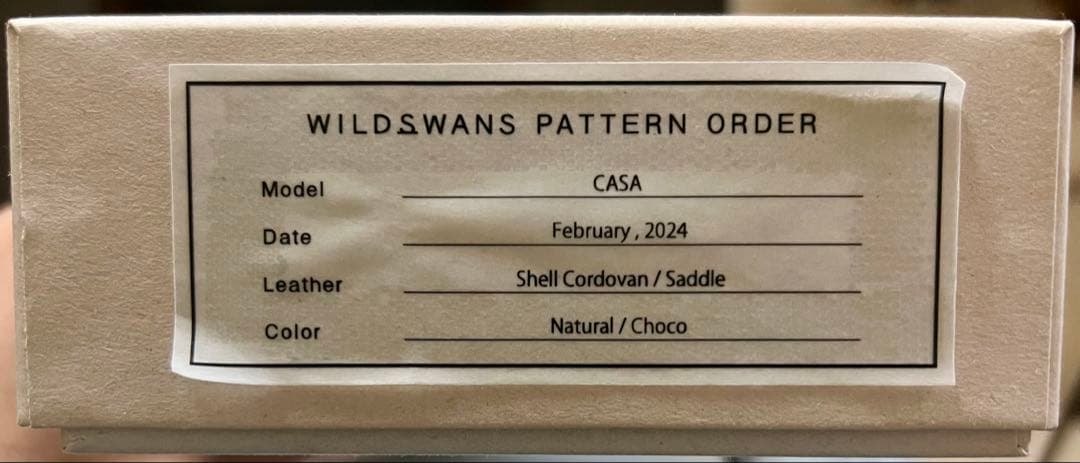 WILDSWANS PATTERN ORDER
Model CASA
Date February , 2024
Leather Shell Cordovan / Saddle
Color Natural / Choco